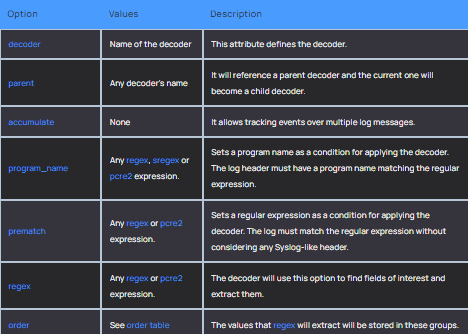 Option Values Description
decoder Name of the decoder This attribute defines the decoder.
parent Any decoder's name It will reference a parent decoder and the current one will
become a child decoder.
accumulate None It allows tracking events over multiple log messages.
program_name Any regex, sregex or
pcre2 expression. Sets a program name as a condition for applying the decoder.
The log header must have a program name matching the regular
expression.
prematch Any regex or pcre2
expression. Sets a regular expression as a condition for applying the
decoder. The log must match the regular expression without
considering any Syslog-like header.
regex Any regex or pcre2
expression. The decoder will use this option to find fields of interest and
extract them.
order See order table The values that regex will extract will be stored in these groups.